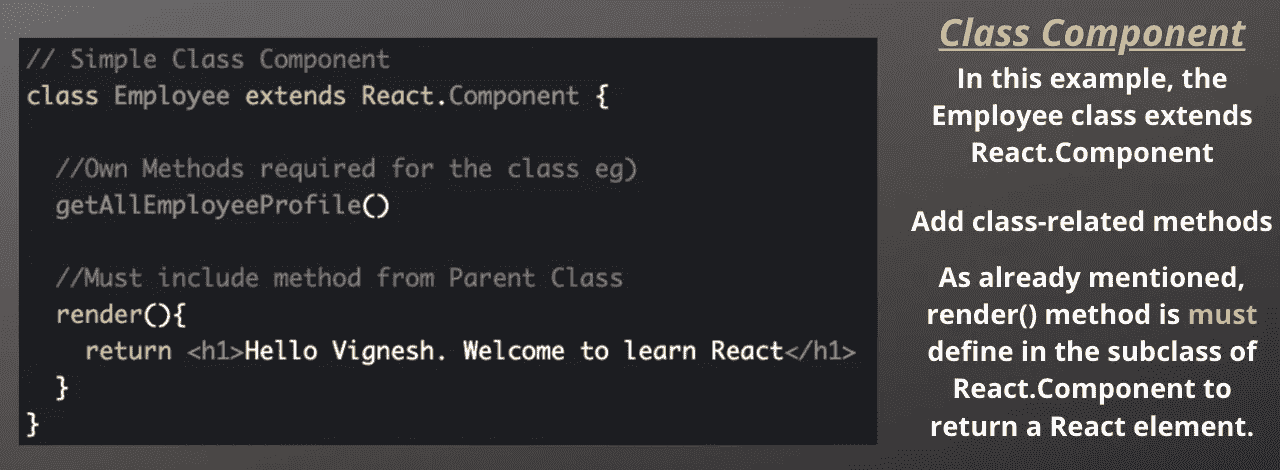 // Simple Class Component
class Employee extends React.Component {
//Own Methods required for the class eg)
getAllEmployeeProfile()
//Must include method from Parent Class
render(){
return <h1>Hello Vignesh. Welcome to learn React</h1>
}
}
Class Component
In this example, the
Employee class extends
React.Component
Add class-related methods
As already mentioned,
render() method is must
define in the subclass of
React.Component to
return a React element.